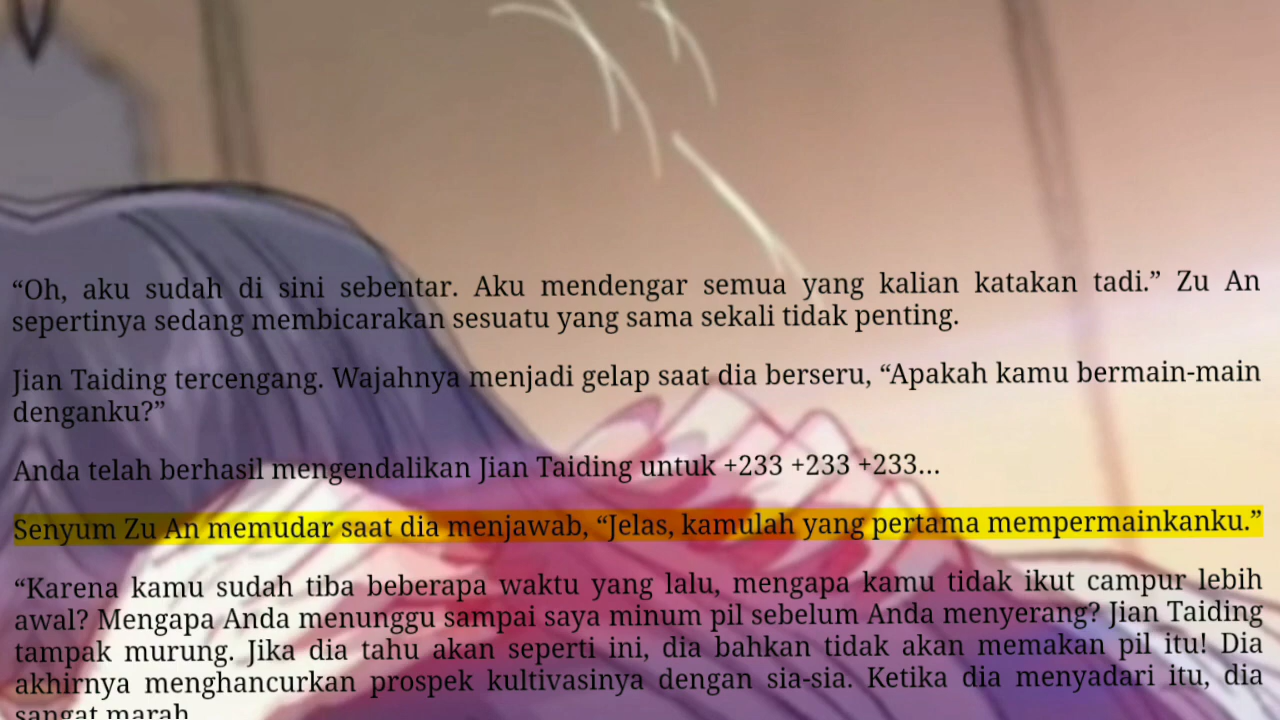 “Oh, aku sudah di sini sebentar. Aku mendengar semua yang kalian katakan tadi.” Zu An
sepertinya sedang membicarakan sesuatu yang sama sekali tidak penting.
Jian Taiding tercengang. Wajahnya menjadi gelap saat dia berseru, “Apakah kamu bermain-main
denganku?”
Anda telah berhasil mengendalikan Jian Taiding untuk +233 +233 +233...
Senyum Zu An memudar saat dia menjawab, “Jelas, kamulah yang pertama mempermainkanku.”
“Karena kamu sudah tiba beberapa waktu yang lalu, mengapa kamu tidak ikut campur lebih
awal? Mengapa Anda menunggu sampai saya minum pil sebelum Anda menyerang? Jian Taiding
tampak murung. Jika dia tahu akan seperti ini, dia bahkan tidak akan memakan pil itu! Dia
akhirnya menghancurkan prospek kultivasinya dengan sia-sia. Ketika dia menyadari itu, dia
sangat marah